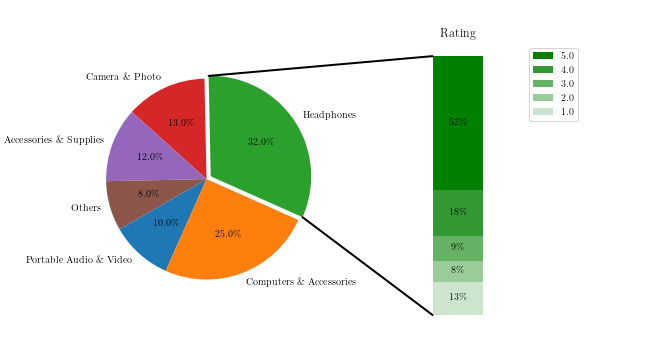 Rating
Camera & Photo
Headphones
Accessories & Supplies
Others
Portable Audio & Video
Computers & Accessories
13.0%
32.0%
12.0%
8.0%
10.0%
25.0%
52%
18%
9%
8%
13%
5.0
4.0
3.0
2.0
1.0